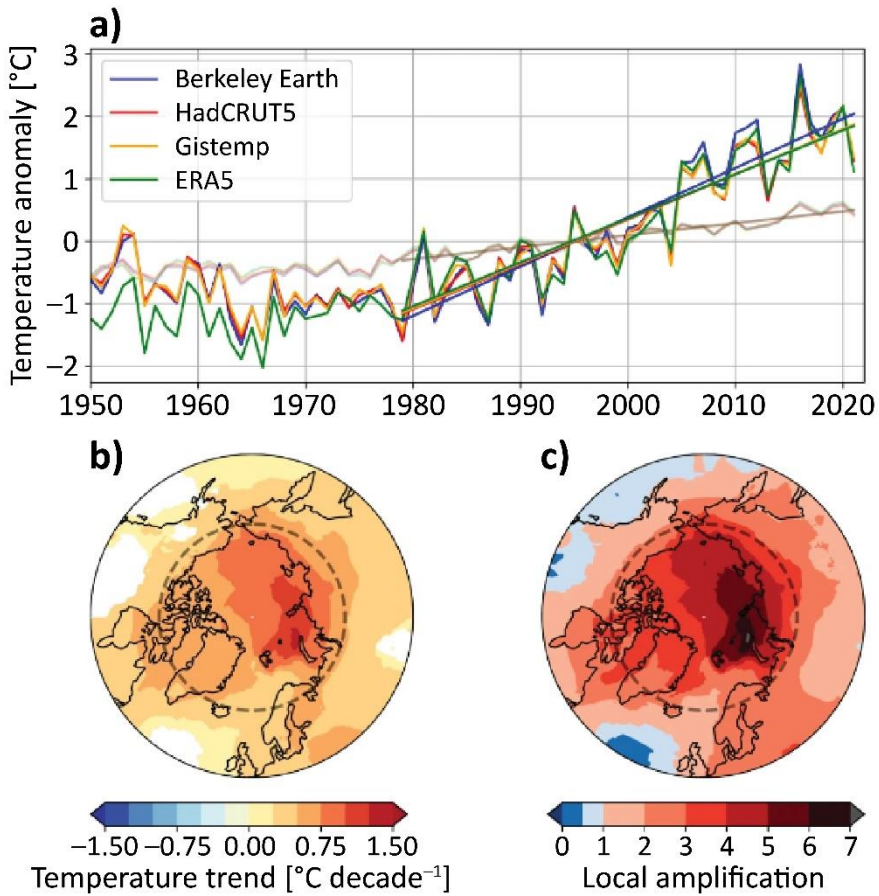 a)
Temperature anomaly [°C]
3
2
1
0
−1
−2
Berkeley Earth
HadCRUT5
Gistemp
ERA5
1950 1960 1970 1980 1990 2000 2010 2020
b)
c)
−1.50 −0.75 0.00 0.75 1.50
Temperature trend [°C decade⁻¹]
0 1 2 3 4 5 6 7
Local amplification